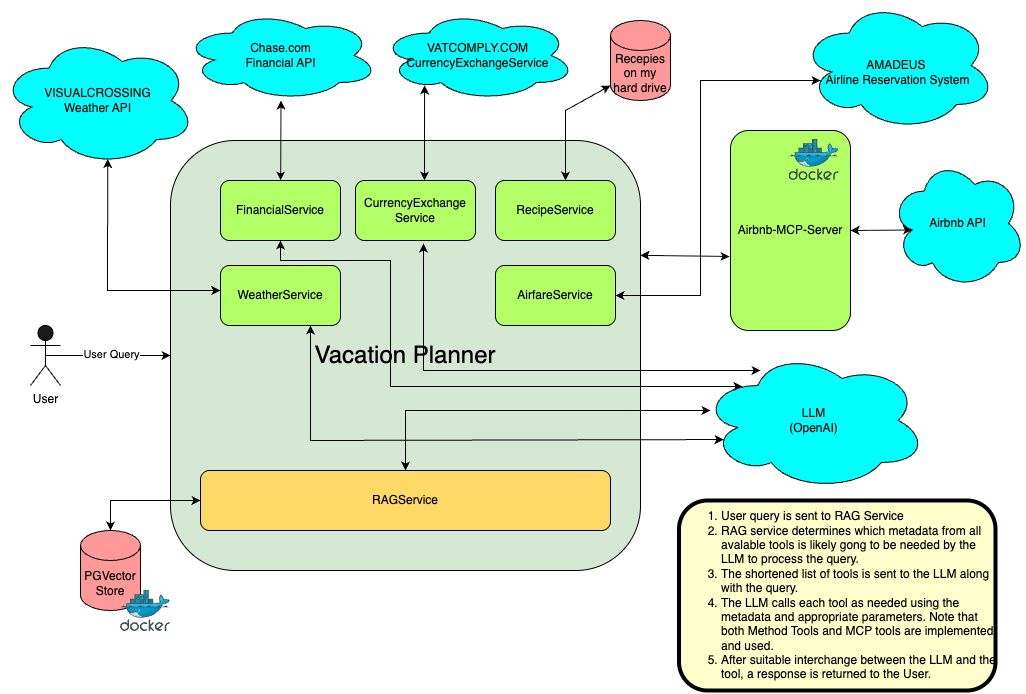 Chase.com
Financial API
VATCOMPLY.COM
CurrencyExchangeService
Recepies
on my
hard drive
AMADEUS
Airline Reservation System
VISUALCROSSING
Weather API
docker
FinancialService
CurrencyExchange
Service
RecipeService
Airbnb-MCP-Server
Airbnb API
WeatherService
AirfareService
User Query
Vacation Planner
User
LLM
(OpenAI)
RAGService
PGVector
Store
docker
1. User query is sent to RAG Service
2. RAG service determines which metadata from all
avalable tools is likely gong to be needed by the
LLM to process the query.
3. The shortened list of tools is sent to the LLM along
with the query.
4. The LLM calls each tool as needed using the
metadata and appropriate parameters. Note that
both Method Tools and MCP tools are implemented
and used.
5. After suitable interchange between the LLM and the
tool, a response is returned to the User.